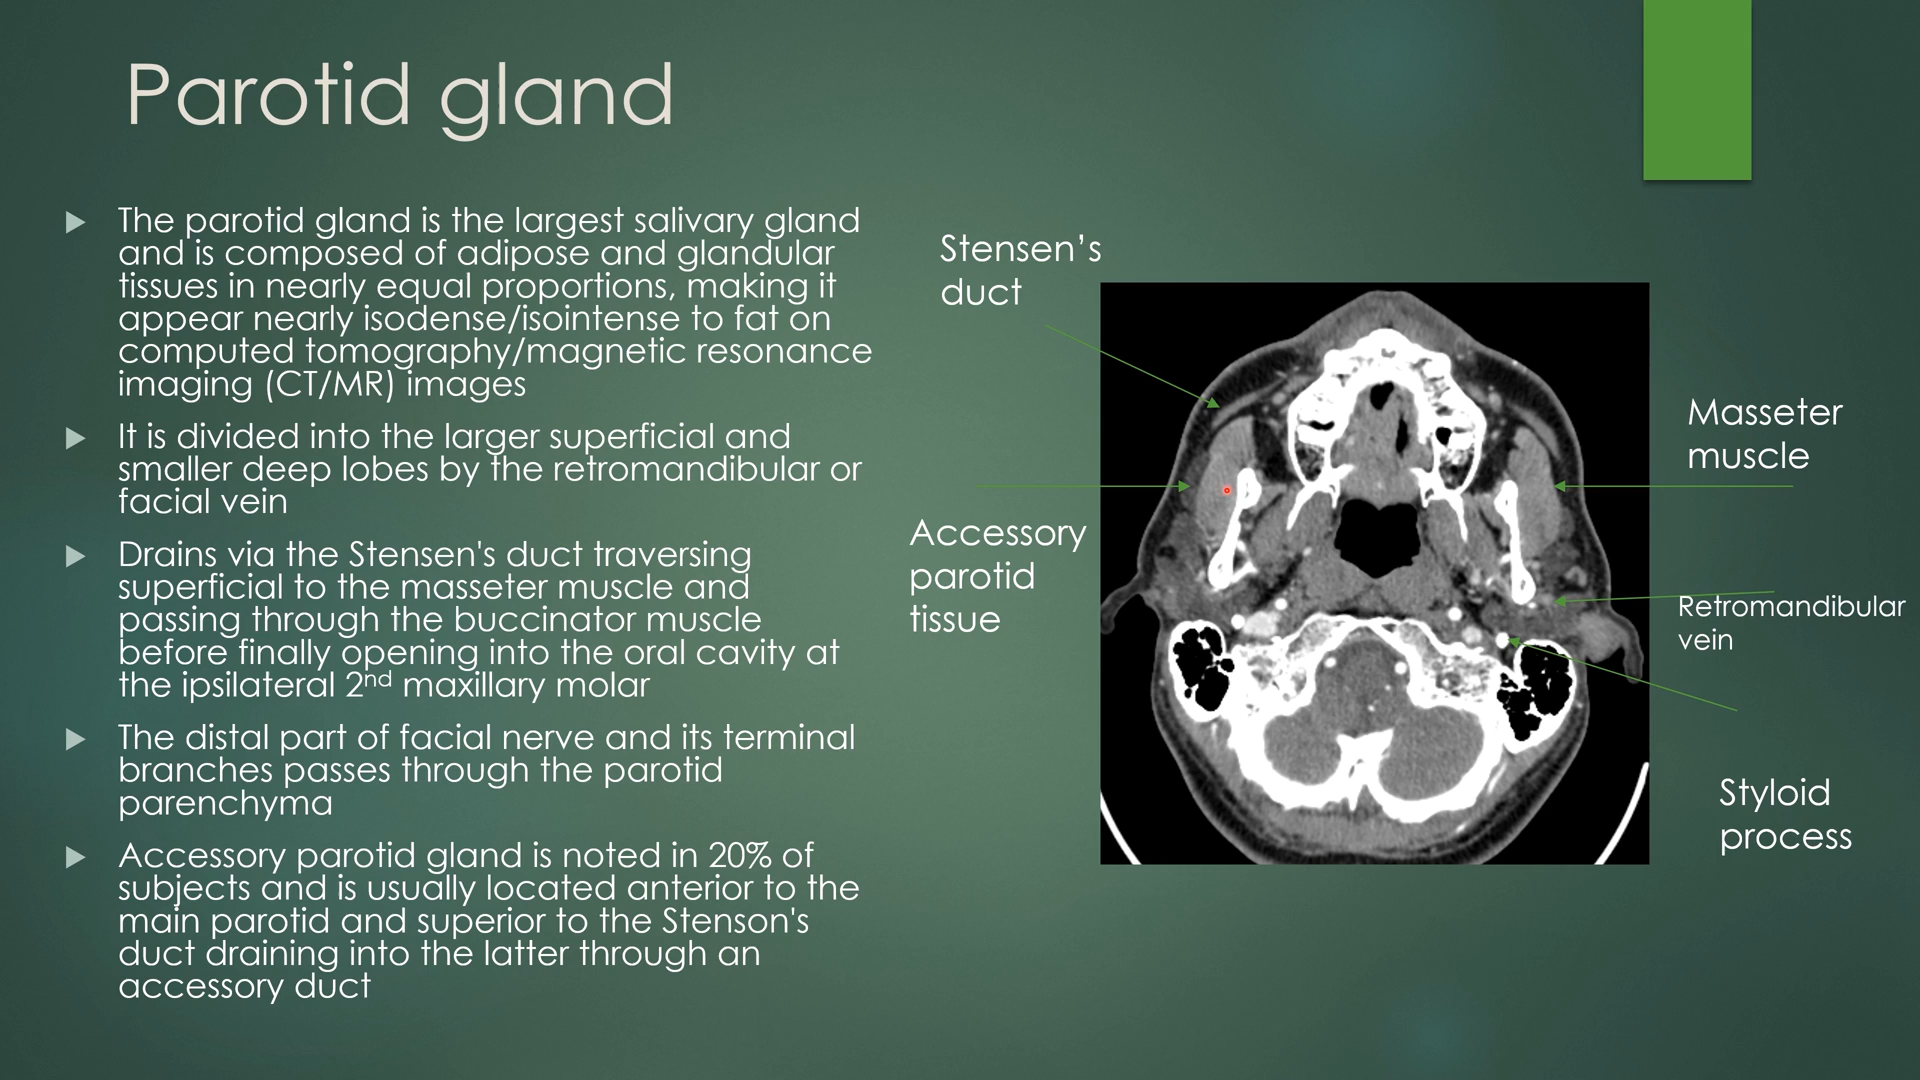 Parotid gland
The parotid gland is the largest salivary gland
and is composed of adipose and glandular
tissues in nearly equal proportions, making it
appear nearly isodense/isointense to fat on
computed tomography/magnetic resonance
imaging (CT/MR) images
It is divided into the larger superficial and
smaller deep lobes by the retromandibular or
facial vein
Drains via the Stensen's duct traversing
superficial to the masseter muscle and
passing through the buccinator muscle
before finally opening into the oral cavity at
the ipsilateral 2nd maxillary molar
The distal part of facial nerve and its terminal
branches passes through the parotid
parenchyma
Accessory parotid gland is noted in 20% of
subjects and is usually located anterior to the
main parotid and superior to the Stenson's
duct draining into the latter through an
accessory duct
Stensen’s
duct
Accessory
parotid
tissue
Masseter
muscle
Retromandibular
vein
Styloid
process